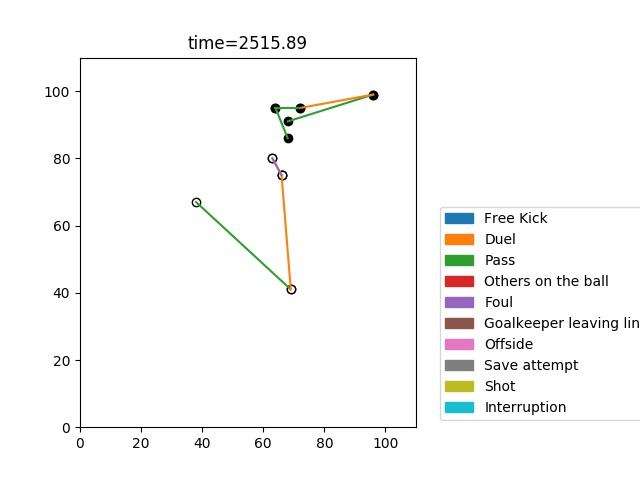 time=2515.89
100
80
60
40
20
0
0 20 40 60 80 100
Free Kick
Duel
Pass
Others on the ball
Foul
Goalkeeper leaving lin
Offside
Save attempt
Shot
Interruption